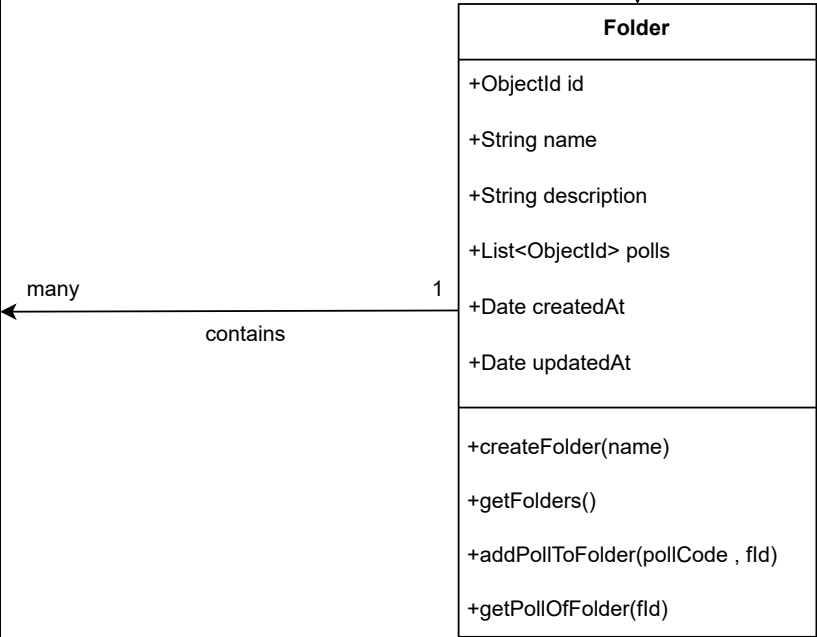 Folder
+ObjectId id
+String name
+String description
+List<ObjectId> polls
many
1
+Date createdAt
contains
+Date updatedAt
+createFolder(name)
+getFolders()
+addPollToFolder(pollCode , fId)
+getPollOfFolder(fId)